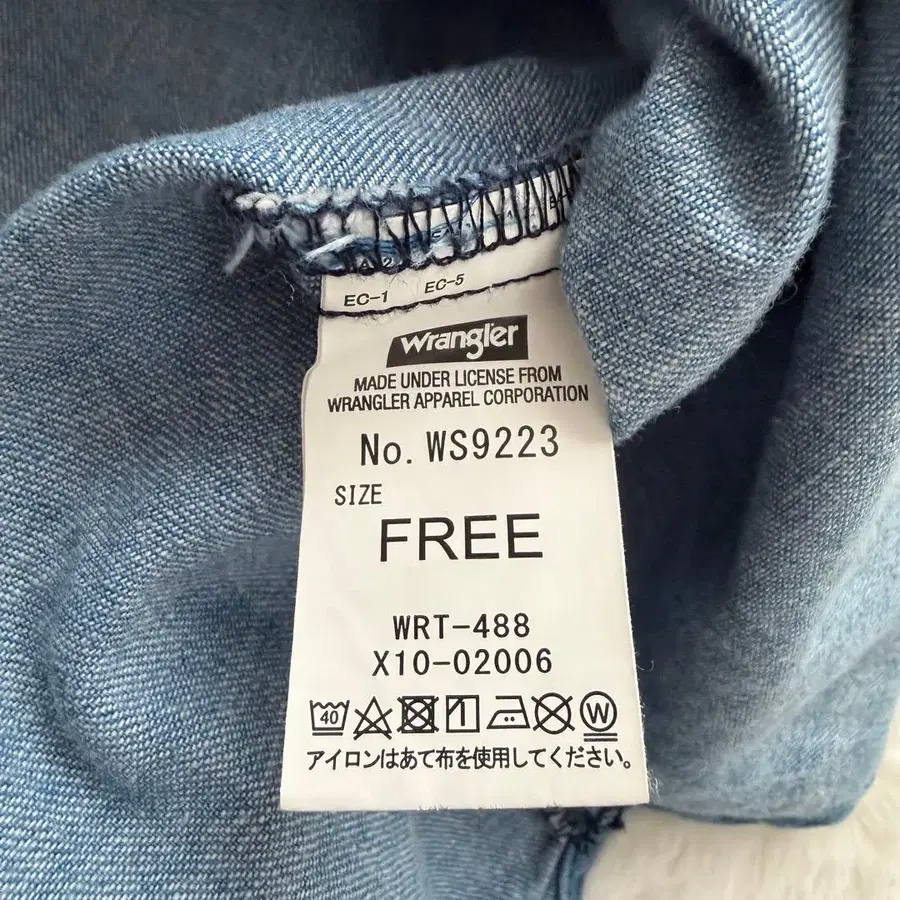 EC-1 EC-5
Wrangler
MADE UNDER LICENSE FROM
WRANGLER APPAREL CORPORATION
No. WS9223
SIZE
FREE
WRT-488
X10-02006
40 W
アイロンはあて布を使用してください。